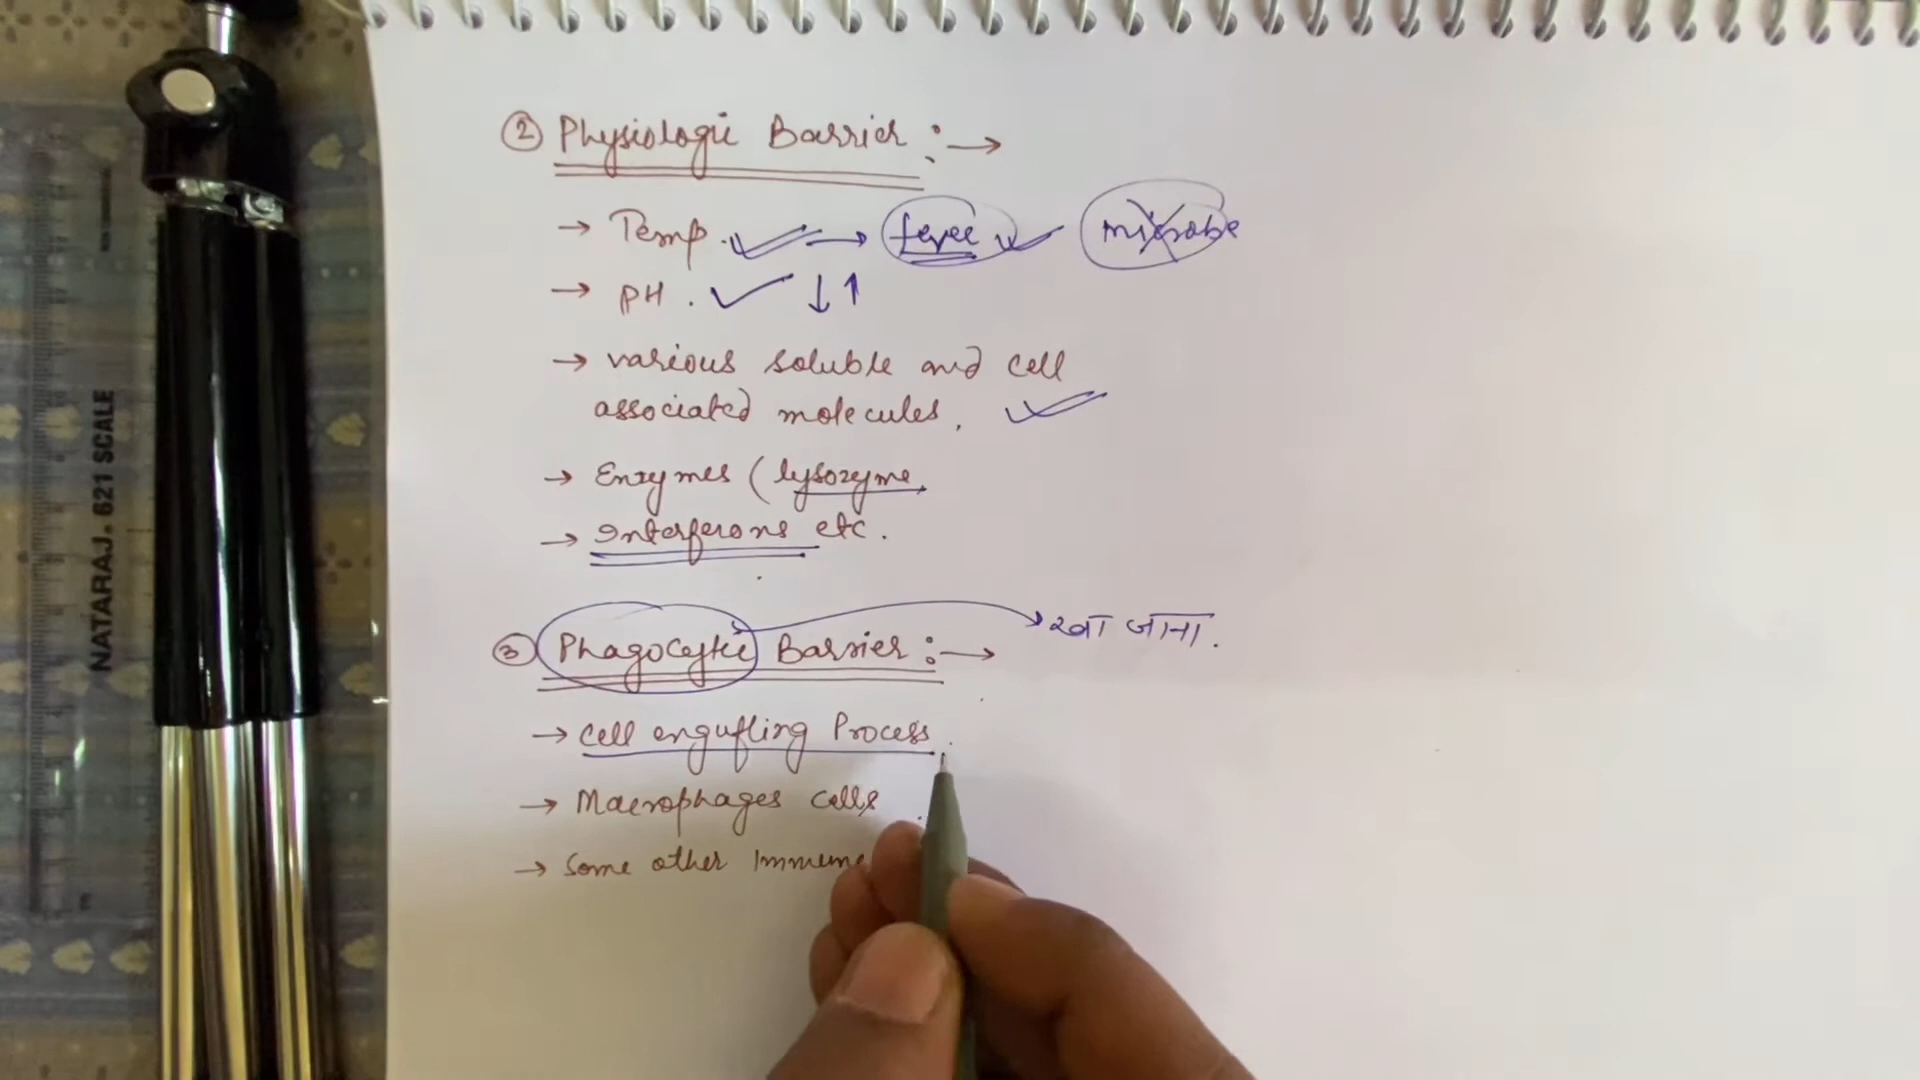 ② Physiologic Barrier :→
→ Temp. → fever microbe
→ PH . ↓↑
→ various soluble and cell
associated molecules.
→ Enzymes (lysozyme,
→ Interferons etc.
③ Phagocytic Barrier :→ → खा जाना.
→ Cell engufling Process.
→ Macrophages cells
→ Some other Immune
NATARAJ. 621 SCALE